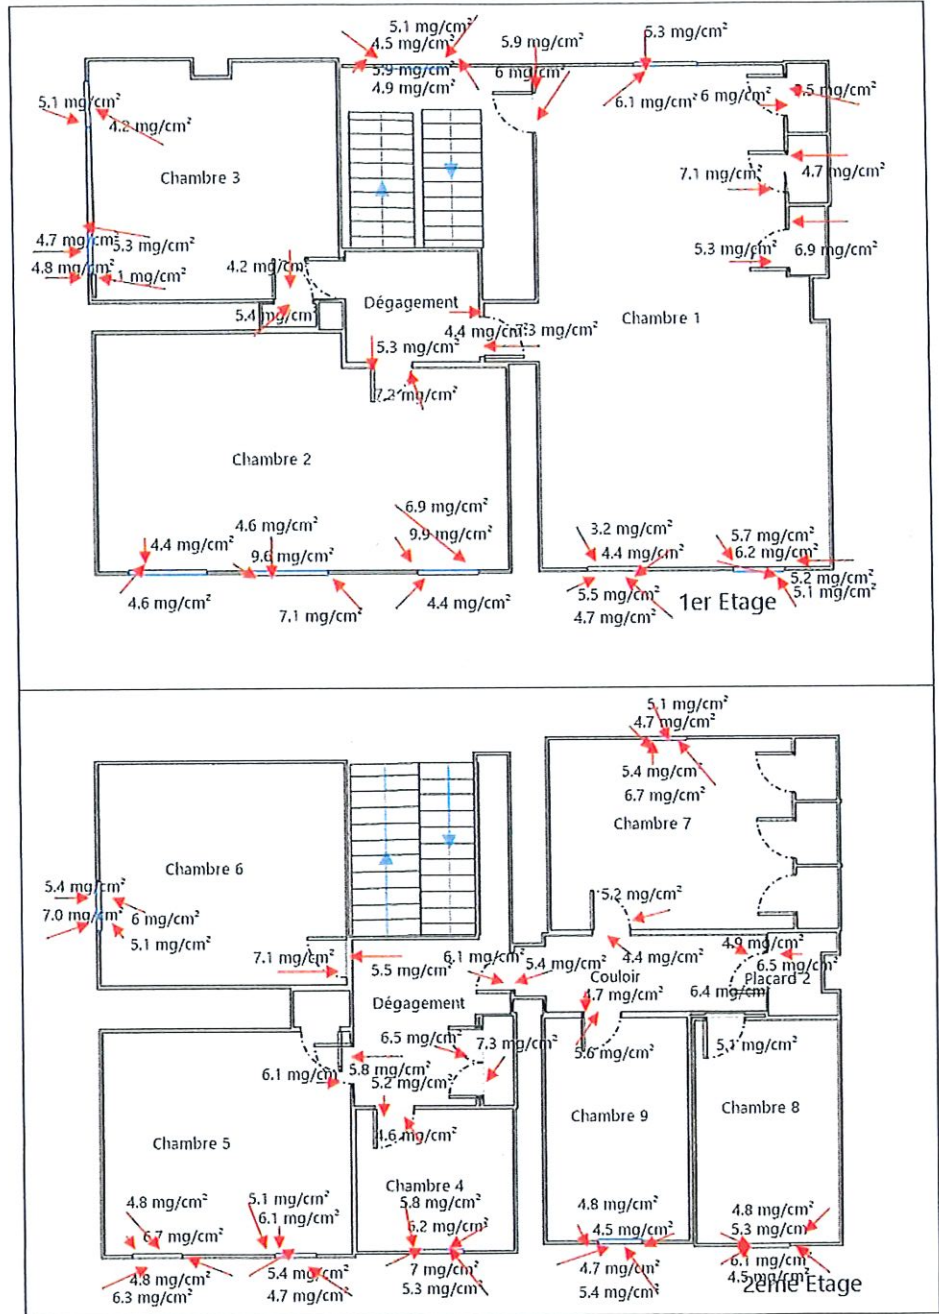 5.1 mg/cm²
4.5 mg/cm²
5.9 mg/cm²
4.9 mg/cm²
5.9 mg/cm²
6 mg/cm²
5.3 mg/cm²
6.1 mg/cm²
6 mg/cm²
5.1 mg/cm²
4.2 mg/cm²
Chambre 3
7.1 mg/cm²
4.7 mg/cm²
4.7 mg/cm²
5.3 mg/cm²
4.8 mg/cm²
4.2 mg/cm²
5.3 mg/cm²
6.9 mg/cm²
5.4 mg/cm²
Dégagement
4.4 mg/cm²
Chambre 1
5.3 mg/cm²
7.2 mg/cm²
Chambre 2
6.9 mg/cm²
4.6 mg/cm²
9.9 mg/cm²
4.4 mg/cm²
9.6 mg/cm²
3.2 mg/cm²
4.4 mg/cm²
5.7 mg/cm²
6.2 mg/cm²
4.6 mg/cm²
7.1 mg/cm²
4.4 mg/cm²
5.5 mg/cm²
4.7 mg/cm²
5.2 mg/cm²
5.1 mg/cm²
1er Etage
5.1 mg/cm²
4.7 mg/cm²
5.4 mg/cm²
6.7 mg/cm²
Chambre 7
Chambre 6
5.4 mg/cm²
7.0 mg/cm²
6 mg/cm²
5.1 mg/cm²
5.2 mg/cm²
7.1 mg/cm²
5.5 mg/cm²
6.1 mg/cm²
5.4 mg/cm²
4.4 mg/cm²
4.9 mg/cm²
6.5 mg/cm²
Couloir
Placard 2
Dégagement
4.7 mg/cm²
6.4 mg/cm²
6.5 mg/cm²
7.3 mg/cm²
5.6 mg/cm²
5.1 mg/cm²
6.1 mg/cm²
5.8 mg/cm²
5.2 mg/cm²
4.6 mg/cm²
Chambre 9
Chambre 8
Chambre 5
Chambre 4
4.8 mg/cm²
6.7 mg/cm²
5.1 mg/cm²
6.1 mg/cm²
5.8 mg/cm²
6.2 mg/cm²
4.8 mg/cm²
4.5 mg/cm²
4.8 mg/cm²
5.3 mg/cm²
4.8 mg/cm²
6.3 mg/cm²
5.4 mg/cm²
4.7 mg/cm²
7 mg/cm²
5.3 mg/cm²
4.7 mg/cm²
5.4 mg/cm²
6.1 mg/cm²
4.5 mg/cm²
2ème Etage